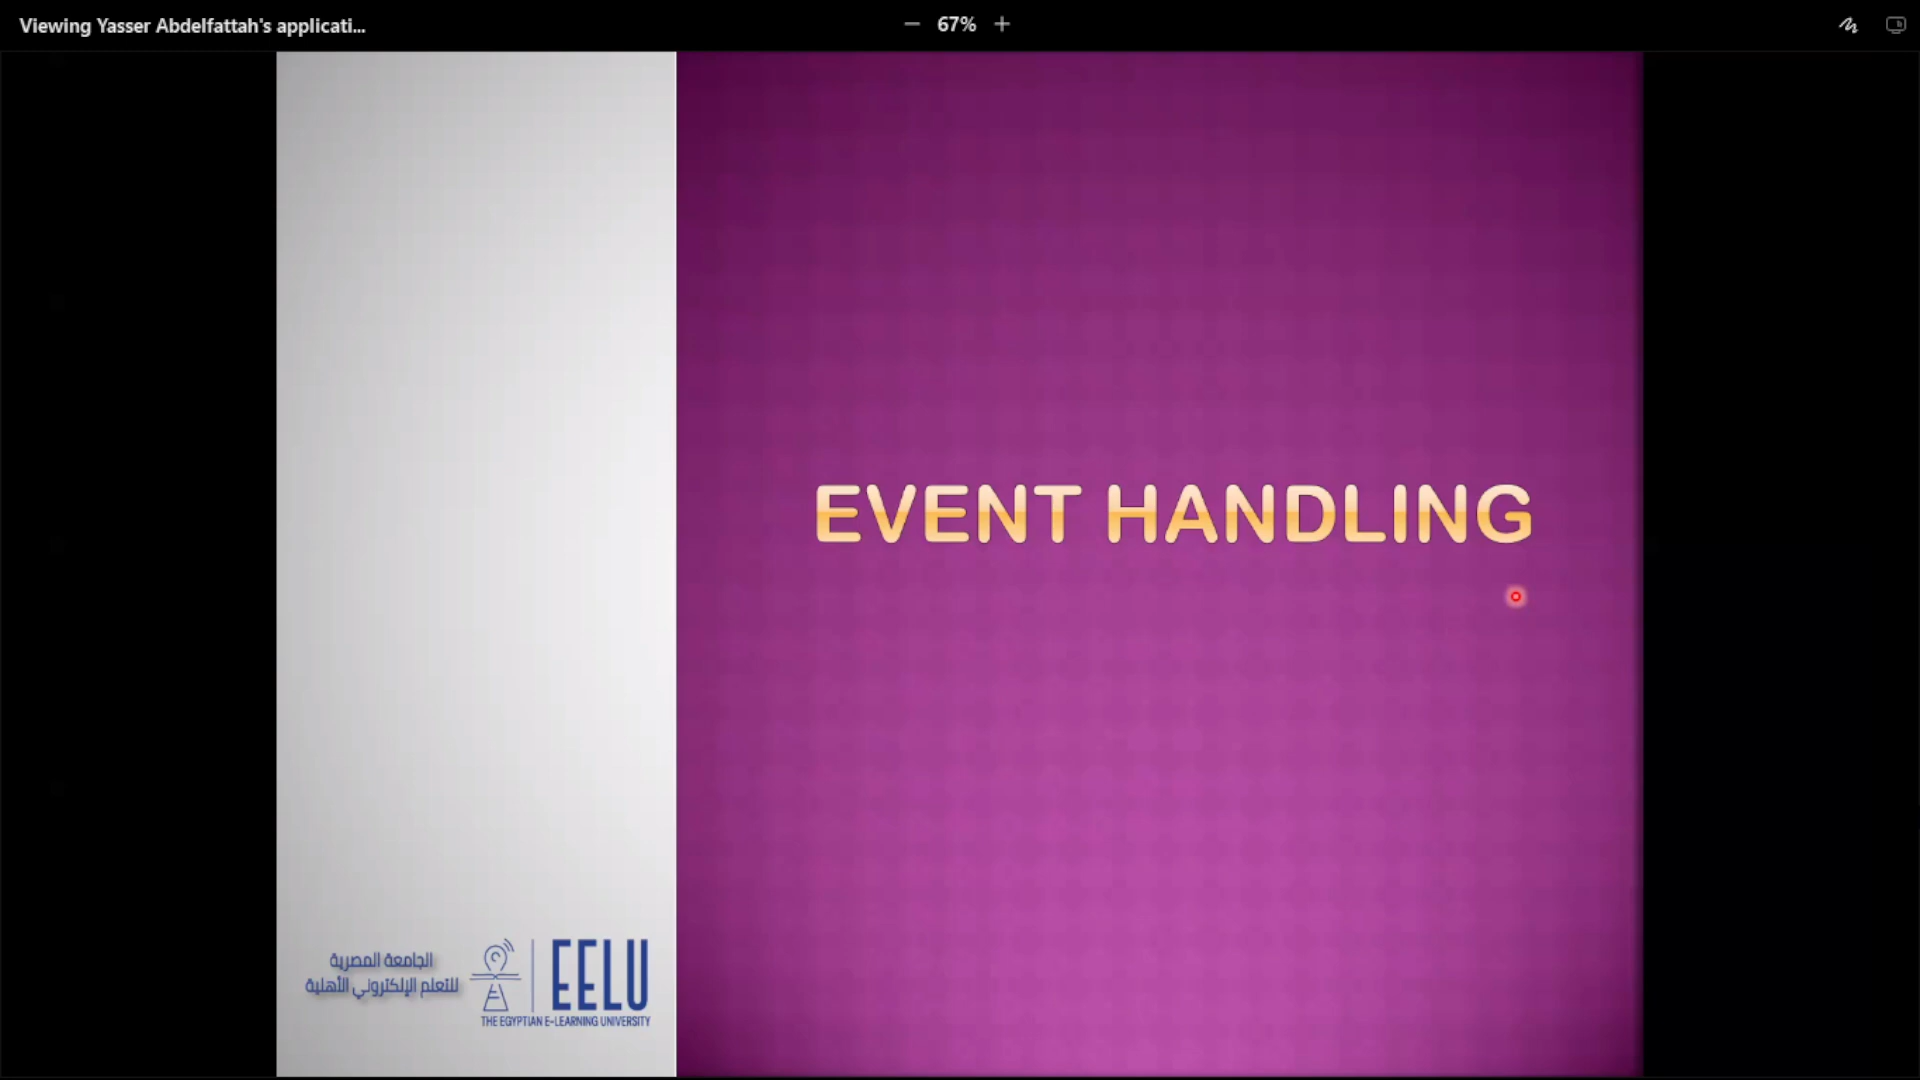 Viewing Yasser Abdelfattah's applicati...
67%
EVENT HANDLING
الجامعة المصرية
للتعلم الإلكتروني الأهلية
EELU
THE EGYPTIAN E-LEARNING UNIVERSITY